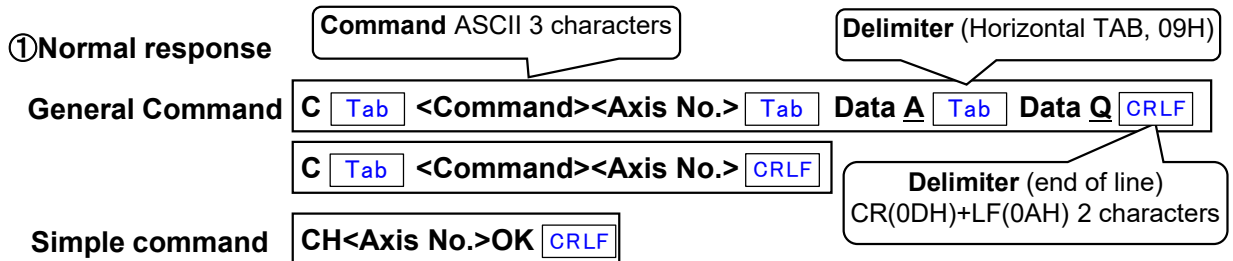 Command ASCII 3 characters
Delimiter (Horizontal TAB, 09H)
①Normal response
General Command C Tab <Command><Axis No.> Tab Data A Tab Data Q CRLF
C Tab <Command><Axis No.> CRLF
Delimiter (end of line)
CR(0DH)+LF(0AH) 2 characters
Simple command CH<Axis No.>OK CRLF